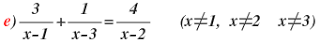 e) 3/(x-1) + 1/(x-3) = 4/(x-2) (x≠1, x≠2 x≠3)